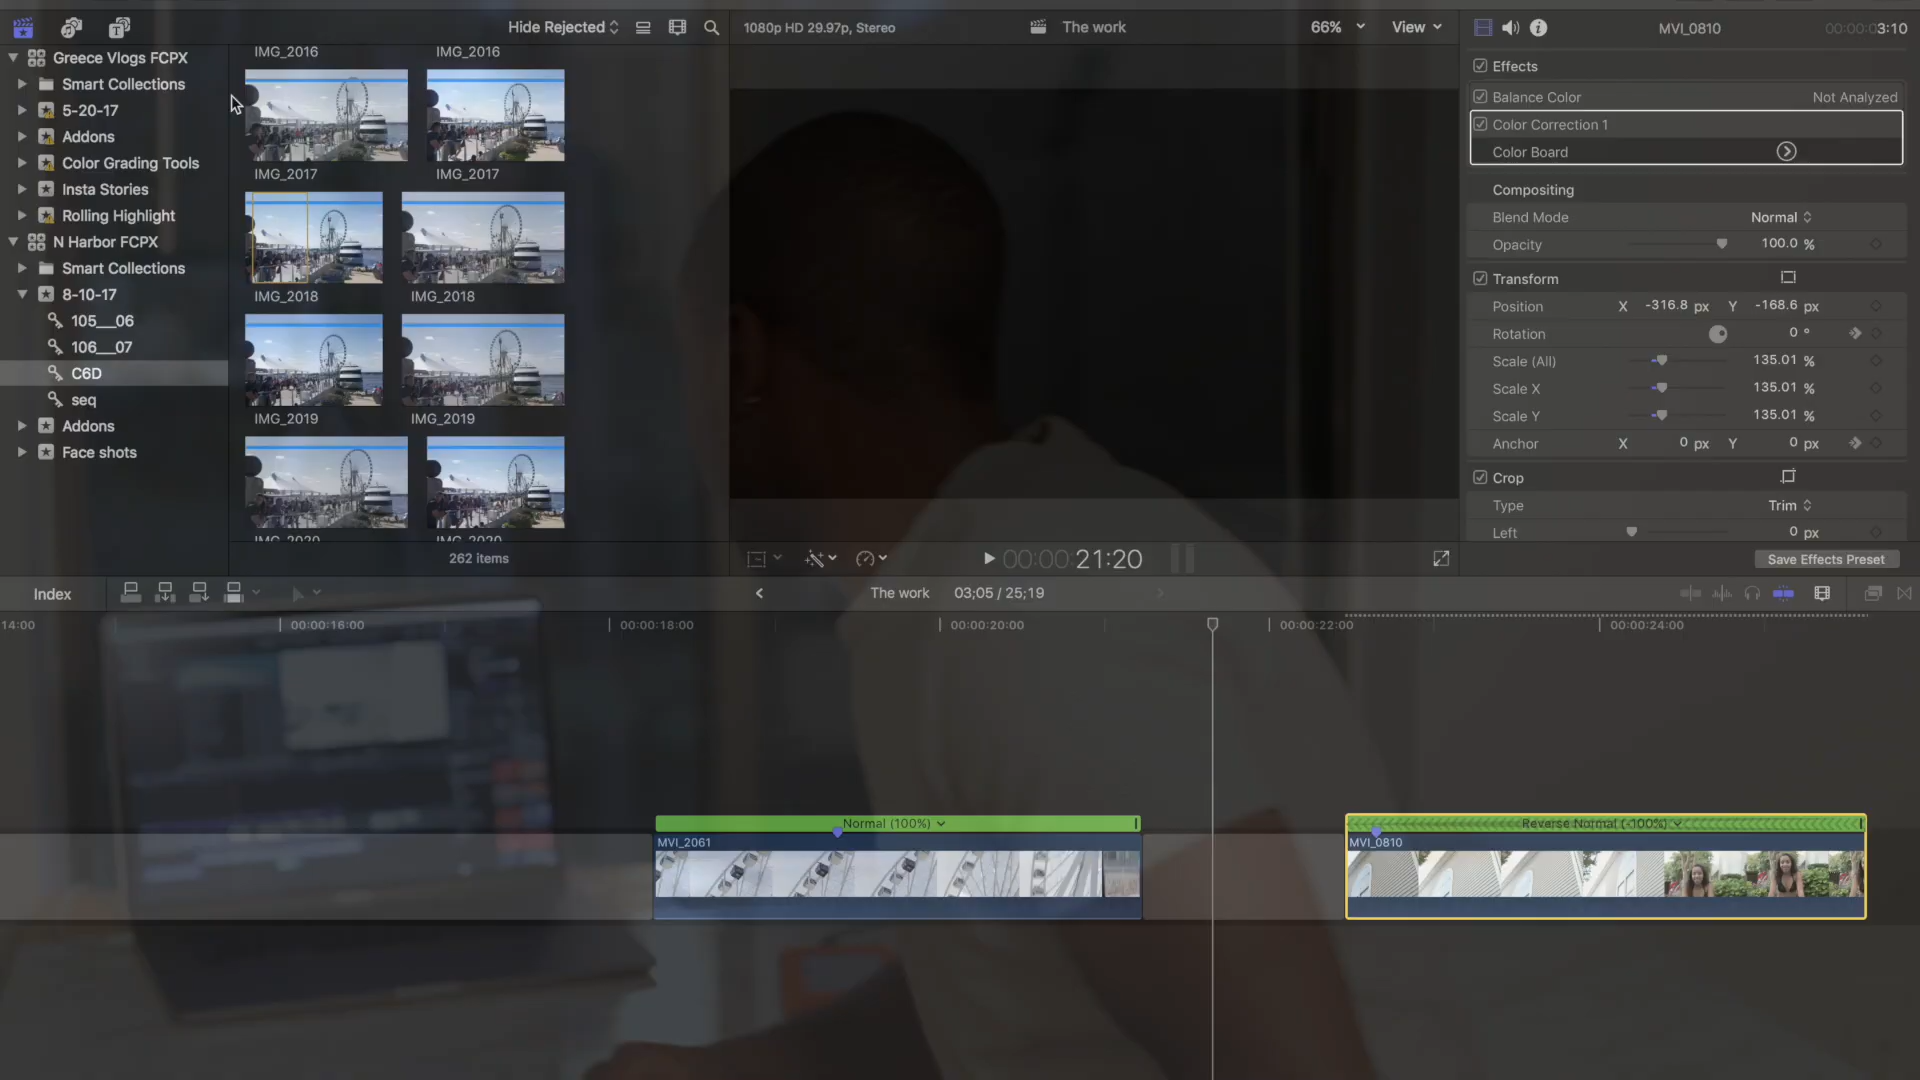 Hide Rejected
1080p HD 29.97p, Stereo
The work
66%
View
MVI_0810
00:00:03:10
Greece Vlogs FCPX
Smart Collections
5-20-17
Addons
Color Grading Tools
Insta Stories
Rolling Highlight
N Harbor FCPX
Smart Collections
8-10-17
105__06
106__07
C6D
seq
Addons
Face shots
IMG_2016
IMG_2016
IMG_2017
IMG_2017
IMG_2018
IMG_2018
IMG_2019
IMG_2019
IMG_2020
IMG_2020
262 items
Effects
Balance Color
Not Analyzed
Color Correction 1
Color Board
Compositing
Blend Mode
Normal
Opacity
100.0 %
Transform
Position X -316.8 px Y -168.6 px
Rotation 0 °
Scale (All) 135.01 %
Scale X 135.01 %
Scale Y 135.01 %
Anchor X 0 px Y 0 px
Crop
Type Trim
Left 0 px
Save Effects Preset
00:00:21:20
Index
The work 03;05 / 25;19
14:00
00:00:16:00
00:00:18:00
00:00:20:00
00:00:22:00
00:00:24:00
Normal (100%)
MVI_2061
Reverse Normal (-100%)
MVI_0810